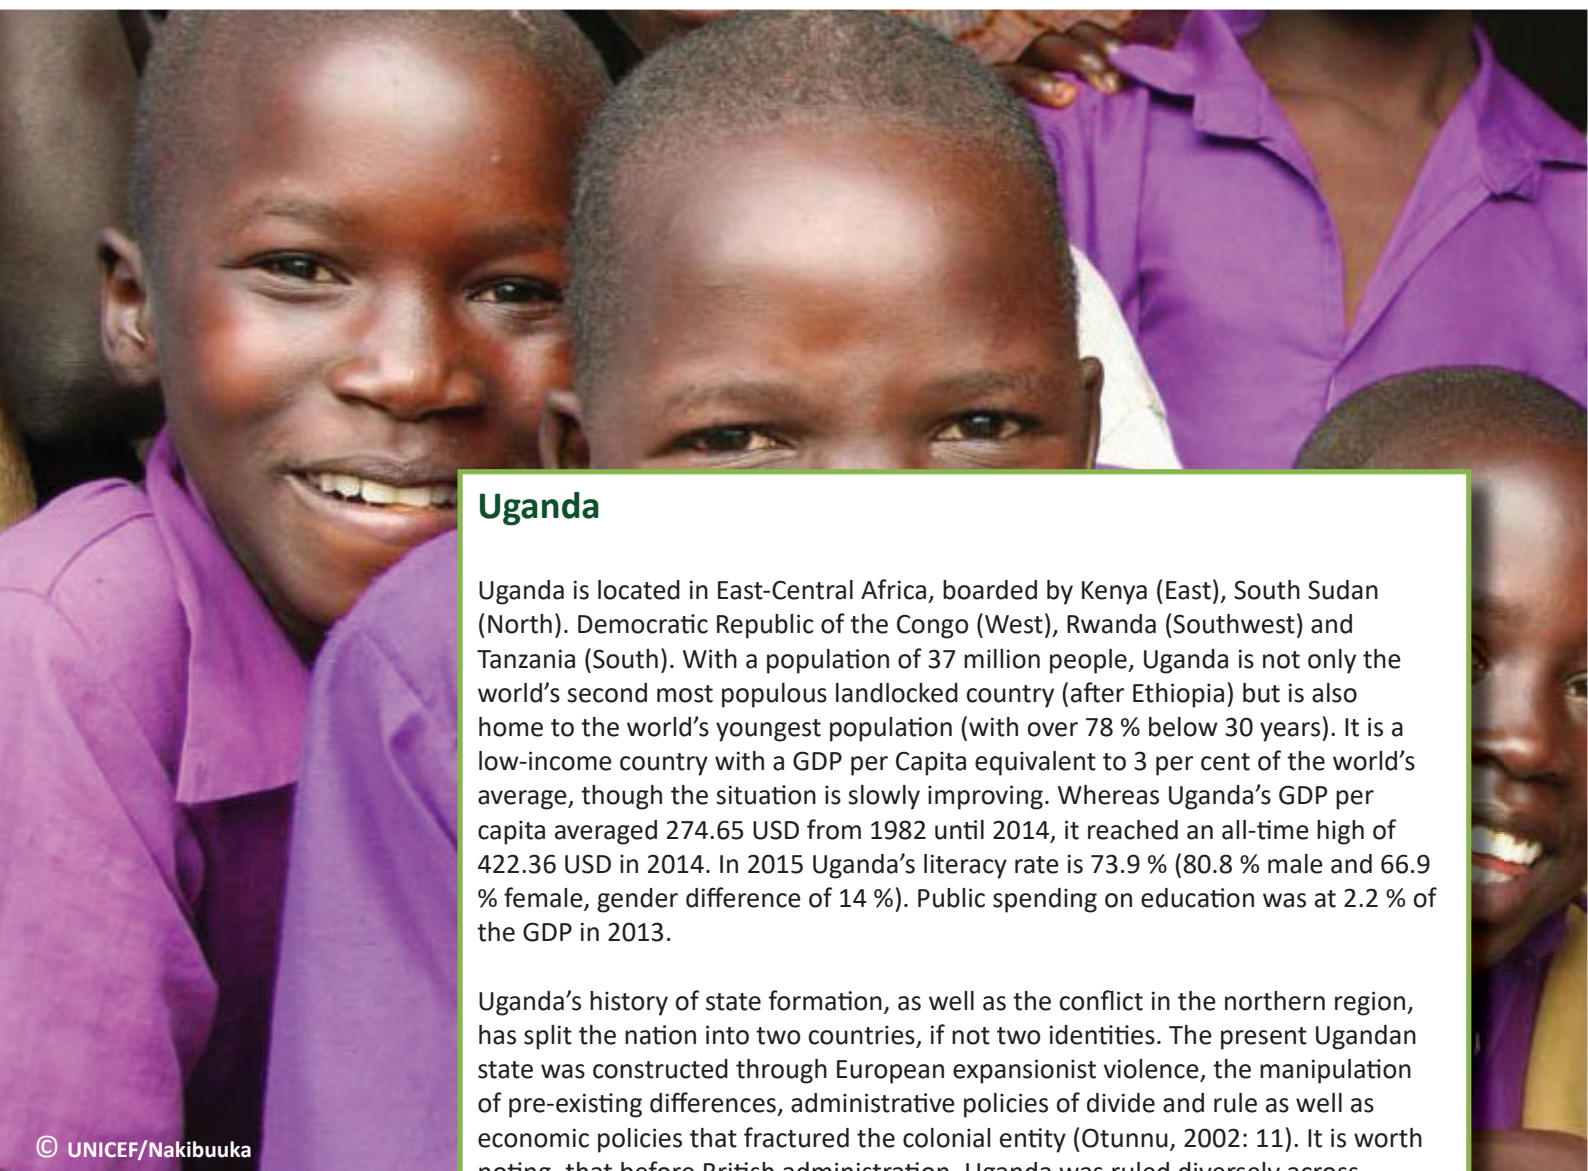 Uganda
Uganda is located in East-Central Africa, boarded by Kenya (East), South Sudan
(North). Democratic Republic of the Congo (West), Rwanda (Southwest) and
Tanzania (South). With a population of 37 million people, Uganda is not only the
world’s second most populous landlocked country (after Ethiopia) but is also
home to the world’s youngest population (with over 78 % below 30 years). It is a
low-income country with a GDP per Capita equivalent to 3 per cent of the world’s
average, though the situation is slowly improving. Whereas Uganda’s GDP per
capita averaged 274.65 USD from 1982 until 2014, it reached an all-time high of
422.36 USD in 2014. In 2015 Uganda’s literacy rate is 73.9 % (80.8 % male and 66.9
% female, gender difference of 14 %). Public spending on education was at 2.2 % of
the GDP in 2013.
Uganda’s history of state formation, as well as the conflict in the northern region,
has split the nation into two countries, if not two identities. The present Ugandan
state was constructed through European expansionist violence, the manipulation
of pre-existing differences, administrative policies of divide and rule as well as
economic policies that fractured the colonial entity (Otunnu, 2002: 11). It is worth
noting, that before British administration, Uganda was ruled diversely across
© UNICEF/Nakibuuka